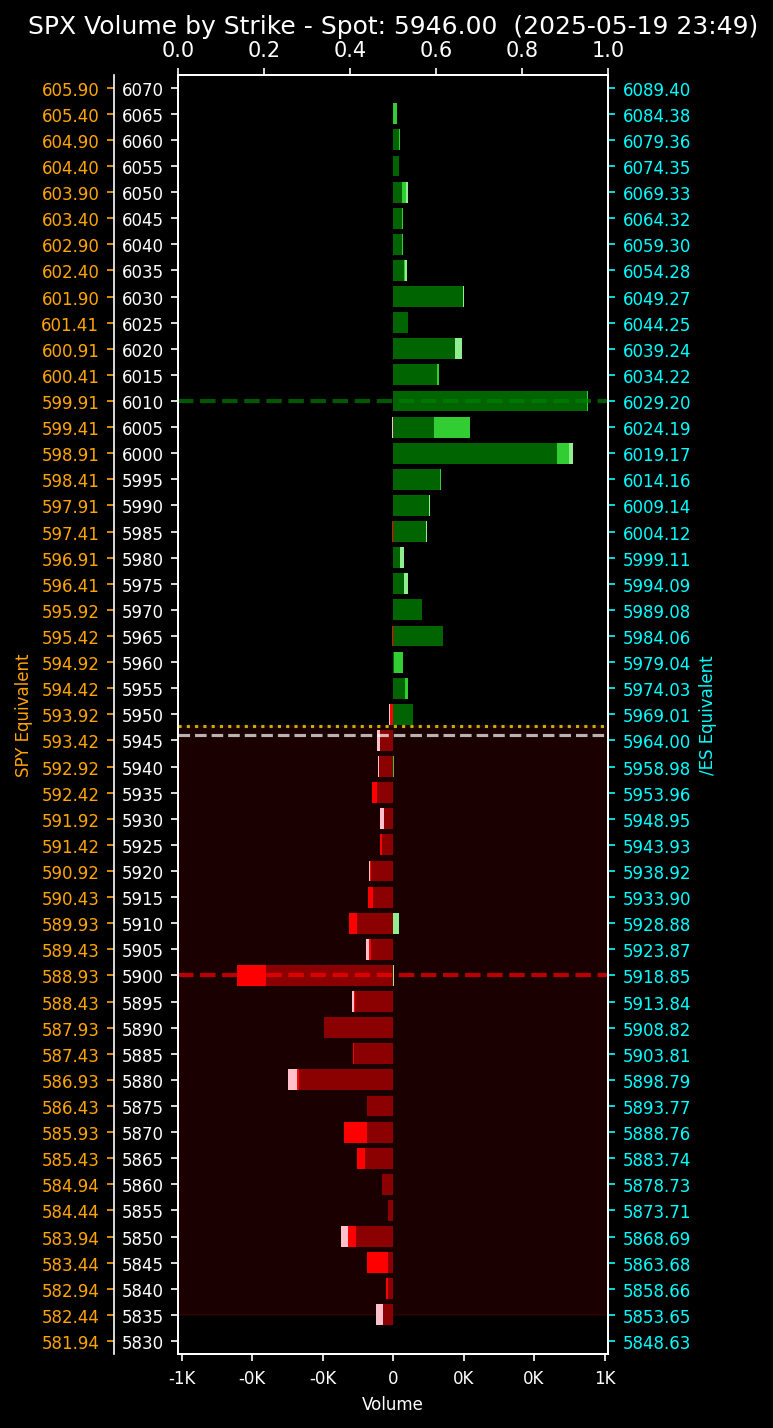 SPX Volume by Strike - Spot: 5946.00  (2025-05-19 23:49)
0.0 0.2 0.4 0.6 0.8 1.0
605.90 6070 6089.40
605.40 6065 6084.38
604.90 6060 6079.36
604.40 6055 6074.35
603.90 6050 6069.33
603.40 6045 6064.32
602.90 6040 6059.30
602.40 6035 6054.28
601.90 6030 6049.27
601.41 6025 6044.25
600.91 6020 6039.24
600.41 6015 6034.22
599.91 6010 6029.20
599.41 6005 6024.19
598.91 6000 6019.17
598.41 5995 6014.16
597.91 5990 6009.14
597.41 5985 6004.12
596.91 5980 5999.11
596.41 5975 5994.09
595.92 5970 5989.08
595.42 5965 5984.06
594.92 5960 5979.04
594.42 5955 5974.03
593.92 5950 5969.01
593.42 5945 5964.00
592.92 5940 5958.98
592.42 5935 5953.96
591.92 5930 5948.95
591.42 5925 5943.93
590.92 5920 5938.92
590.43 5915 5933.90
589.93 5910 5928.88
589.43 5905 5923.87
588.93 5900 5918.85
588.43 5895 5913.84
587.93 5890 5908.82
587.43 5885 5903.81
586.93 5880 5898.79
586.43 5875 5893.77
585.93 5870 5888.76
585.43 5865 5883.74
584.94 5860 5878.73
584.44 5855 5873.71
583.94 5850 5868.69
583.44 5845 5863.68
582.94 5840 5858.66
582.44 5835 5853.65
581.94 5830 5848.63
SPY Equivalent
/ES Equivalent
-1K -0K -0K 0 0K 0K 1K
Volume